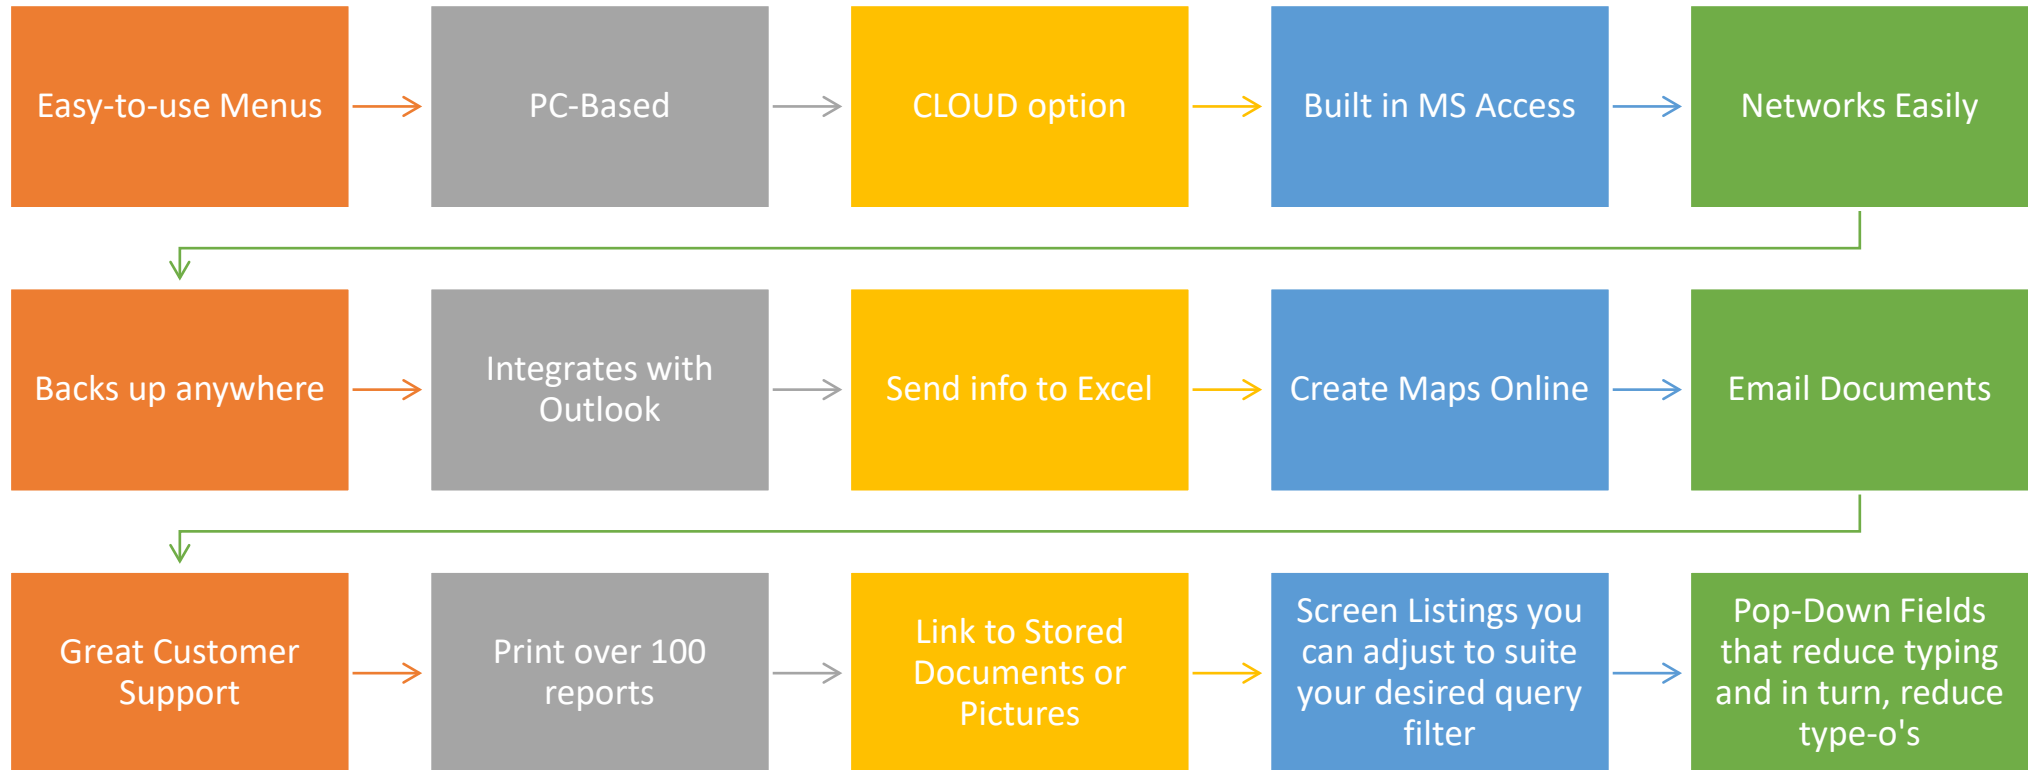 Easy-to-use Menus
PC-Based
CLOUD option
Built in MS Access
Networks Easily
Backs up anywhere
Integrates with
Outlook
Send info to Excel
Create Maps Online
Email Documents
Great Customer
Support
Print over 100
reports
Link to Stored
Documents or
Pictures
Screen Listings you
can adjust to suite
your desired query
filter
Pop-Down Fields
that reduce typing
and in turn, reduce
type-o's